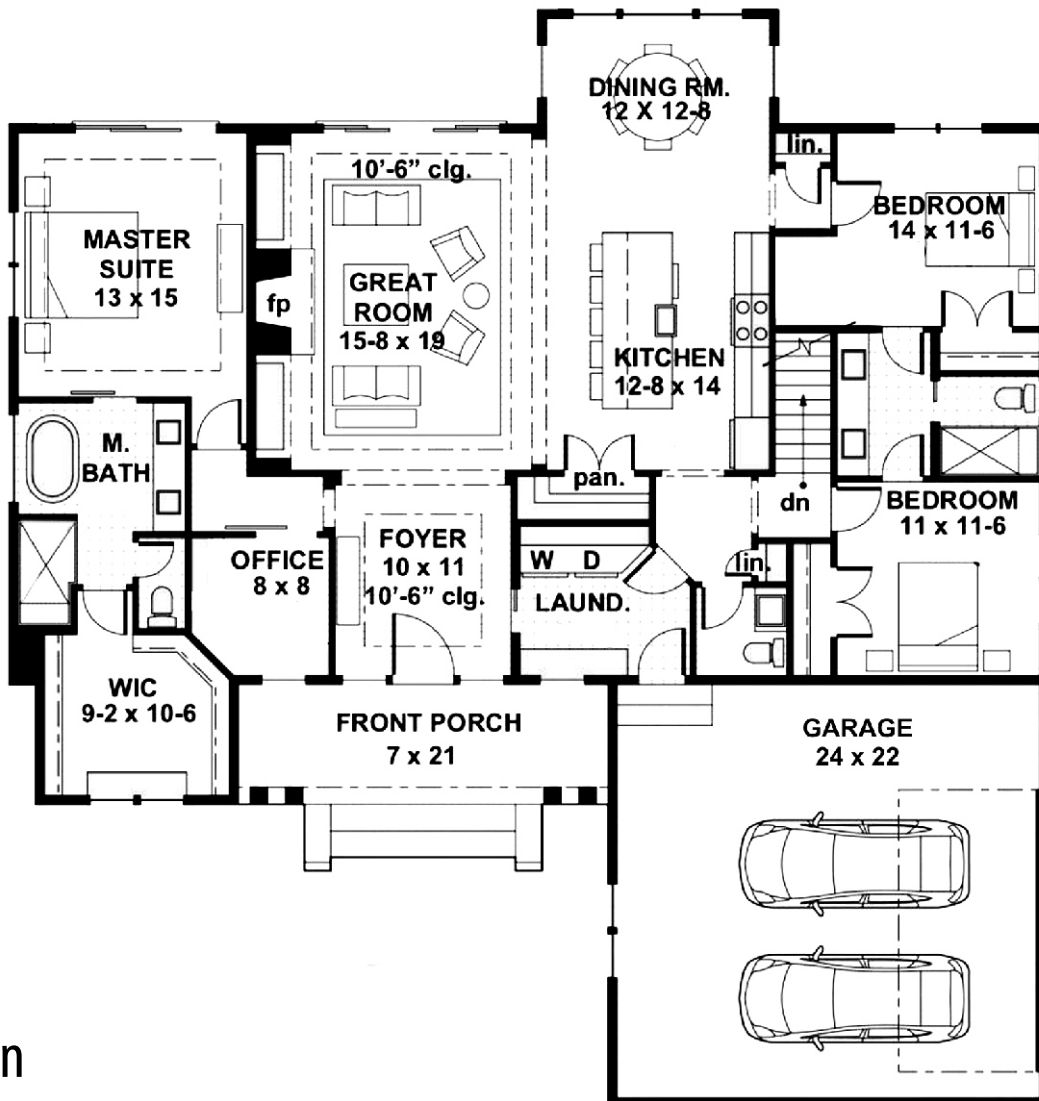 DINING RM.
12 X 12-8
lin.
10'-6" clg.
BEDROOM
14 x 11-6
MASTER
SUITE
13 x 15
fp
GREAT
ROOM
15-8 x 19
KITCHEN
12-8 x 14
M.
BATH
pan.
dn
BEDROOM
11 x 11-6
OFFICE
8 x 8
FOYER
10 x 11
10'-6" clg.
W D
LAUND.
lin.
WIC
9-2 x 10-6
FRONT PORCH
7 x 21
GARAGE
24 x 22
n